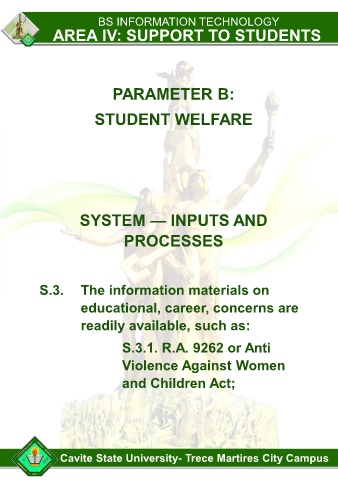 BS INFORMATION TECHNOLOGY
AREA IV: SUPPORT TO STUDENTS
PARAMETER B:
STUDENT WELFARE
SYSTEM — INPUTS AND
PROCESSES
S.3. The information materials on
educational, career, concerns are
readily available, such as:
S.3.1. R.A. 9262 or Anti
Violence Against Women
and Children Act;
Cavite State University- Trece Martires City Campus